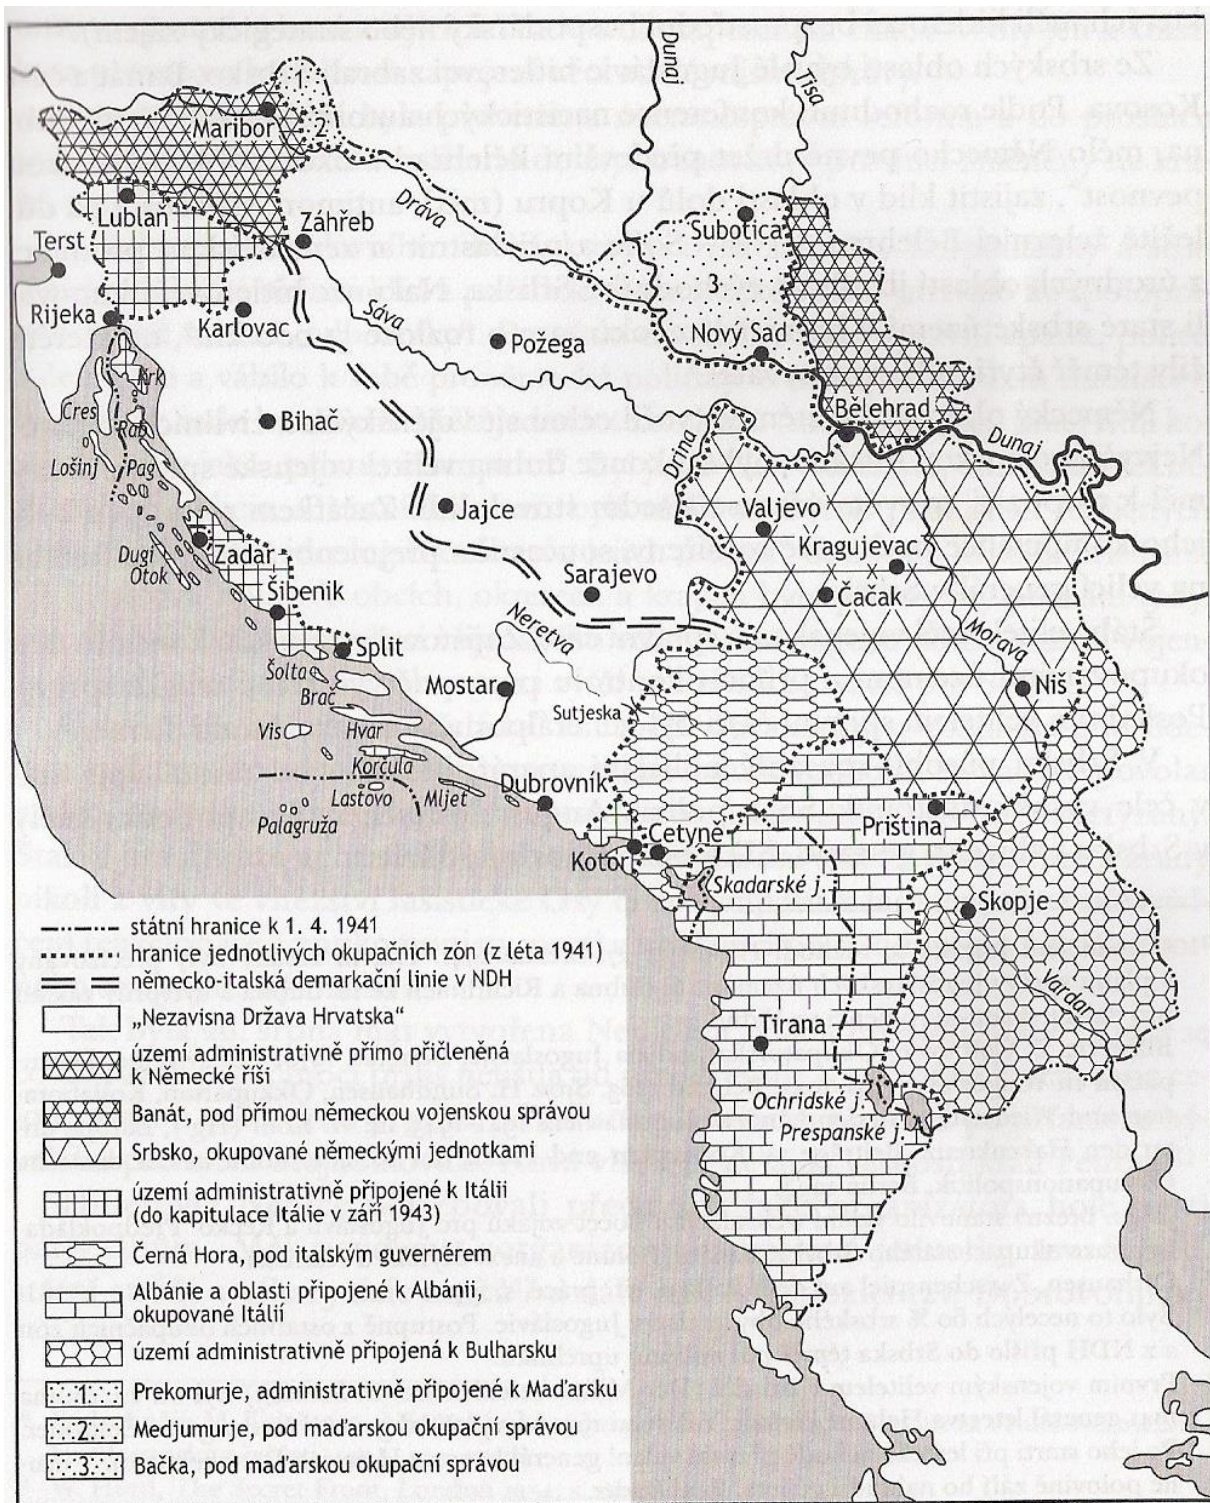 Dunaj
Tisa
1
Maribor
2
Dráva
Lublaň
Subotica
Terst
Záhřeb
3
Rijeka
Karlovac
Sáva
Požega
Nový Sad
Krk
Cres
Rab
Bihač
Bělehrad
Drina
Dunaj
Lošinj
Pag
Jajce
Valjevo
Zadar
Kragujevac
Dugi
Otok
Sarajevo
Čačak
Šibenik
Neretva
Morava
Split
Šolta
Mostar
Niš
Brač
Sutjeska
Vis
Hvar
Korčula
Dubrovník
Lastovo
Mljet
Palagruža
Priština
Cetyně
Kotor
Skadarské j.
Skopje
Vardar
Tirana
Ochridské j.
Prespanské j.
státní hranice k 1. 4. 1941
hranice jednotlivých okupačních zón (z léta 1941)
německo-italská demarkační linie v NDH
„Nezavisna Država Hrvatska“
území administrativně přímo přičleněná
k Německé říši
Banát, pod přímou německou vojenskou správou
Srbsko, okupované německými jednotkami
území administrativně připojené k Itálii
(do kapitulace Itálie v září 1943)
Černá Hora, pod italským guvernérem
Albánie a oblasti připojené k Albánii,
okupované Itálií
území připojená k Bulharsku
1 Prekomurje, administrativně připojené k Maďarsku
2 Medjumurje, pod maďarskou okupační správou
3 Bačka, pod maďarskou okupační správou